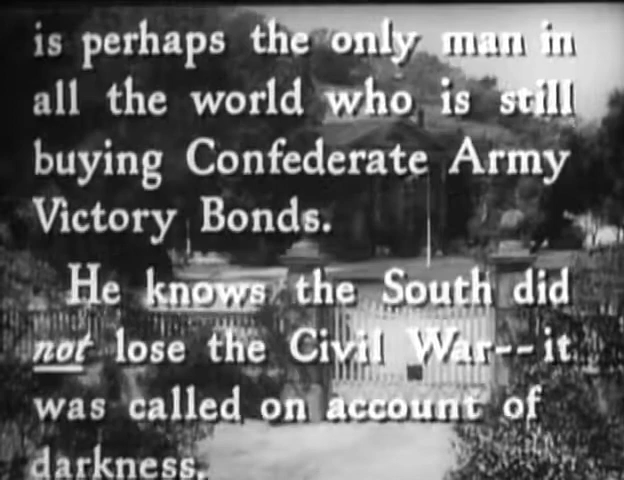 is perhaps the only man in
all the world who is still
buying Confederate Army
Victory Bonds.
He knows the South did
not lose the Civil War--it
was called on account of
darkness.